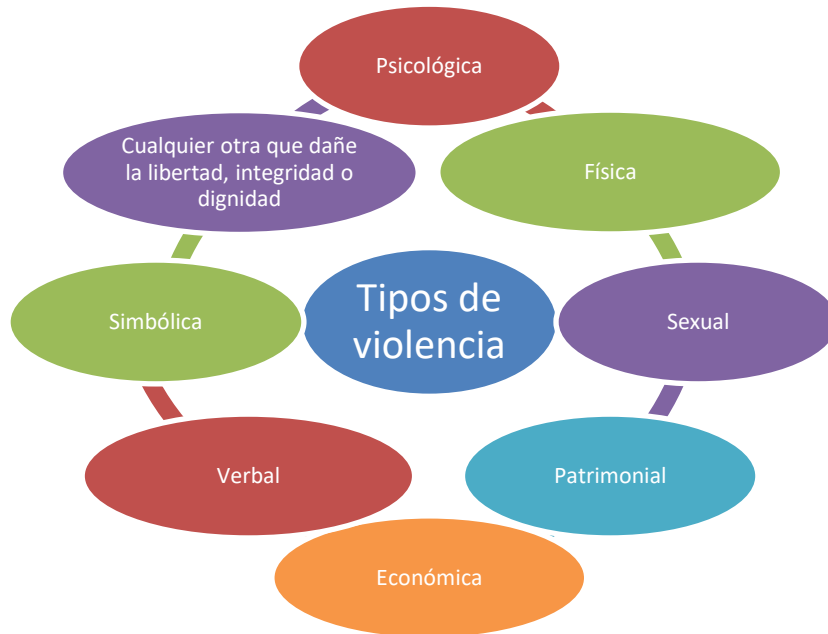 Psicológica
Cualquier otra que dañe
la libertad, integridad o
dignidad
Física
Simbólica
Tipos de
violencia
Sexual
Verbal
Patrimonial
Económica